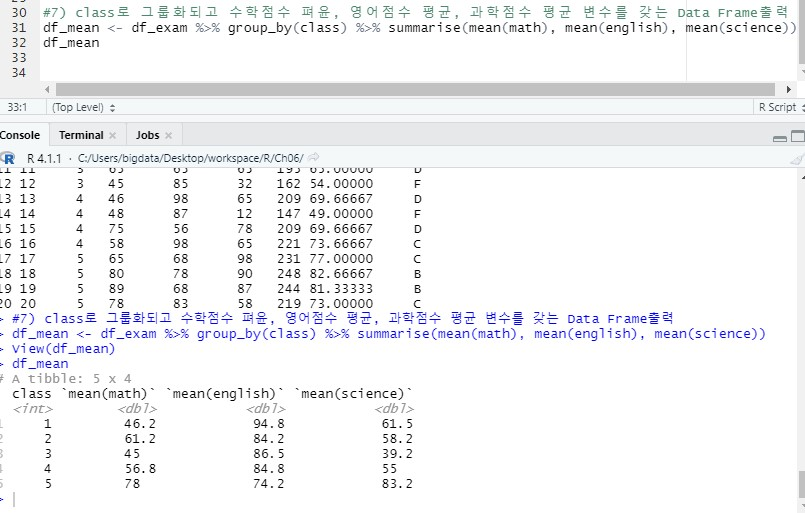 30 #7) class로 그룹화되고 수학점수 펴윤, 영어점수 평균, 과학점수 평균 변수를 갖는 Data Frame출력
31 df_mean <- df_exam %>% group_by(class) %>% summarise(mean(math), mean(english), mean(science))
32 df_mean
33
34
33:1 (Top Level) R Script
Console Terminal Jobs
R 4.1.1 · C:/Users/bigdata/Desktop/workspace/R/Ch06/
12 12 3 45 85 32 162 54.00000 F
13 13 4 46 98 65 209 69.66667 D
14 14 4 48 87 12 147 49.00000 F
15 15 4 75 56 78 209 69.66667 D
16 16 4 58 98 65 221 73.66667 C
17 17 5 65 68 98 231 77.00000 C
18 18 5 80 78 90 248 82.66667 B
19 19 5 89 68 87 244 81.33333 B
20 20 5 78 83 58 219 73.00000 C
> #7) class로 그룹화되고 수학점수 펴윤, 영어점수 평균, 과학점수 평균 변수를 갖는 Data Frame출력
> df_mean <- df_exam %>% group_by(class) %>% summarise(mean(math), mean(english), mean(science))
> View(df_mean)
> df_mean
# A tibble: 5 x 4
class `mean(math)` `mean(english)` `mean(science)`
<int> <dbl> <dbl> <dbl>
1 1 46.2 94.8 61.5
2 2 61.2 84.2 58.2
3 3 45 86.5 39.2
4 4 56.8 84.8 55
5 5 78 74.2 83.2
>